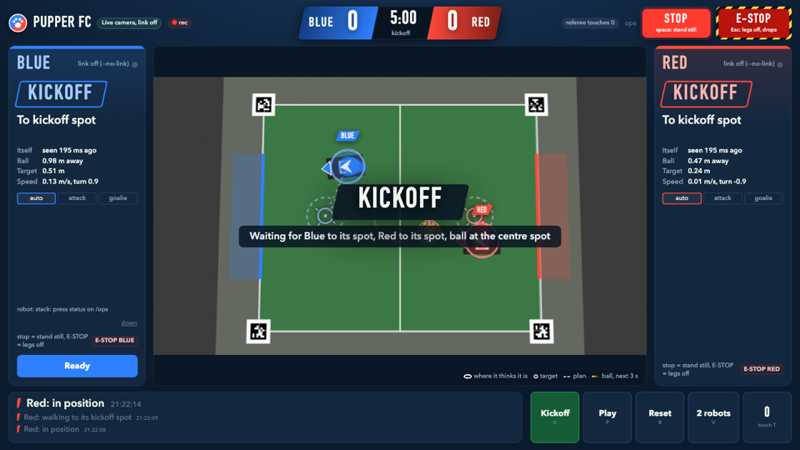 PUPPER FC
Live camera, link off
rec
BLUE 0
5:00
kickoff
0 RED
referee touches 0
ops
STOP
space: stand still
E-STOP
Esc: legs off, drops
BLUE
link off (--no-link)
KICKOFF
To kickoff spot
Itself seen 195 ms ago
Ball 0.98 m away
Target 0.51 m
Speed 0.13 m/s, turn 0.9
auto attack goalie
robot: stack: press status on /ops
down
stop = stand still, E-STOP = legs off
E-STOP BLUE
Ready
BLUE
RED
KICKOFF
Waiting for Blue to its spot, Red to its spot, ball at the centre spot
where it thinks it is target plan ball, next 3 s
RED
link off (--no-link)
KICKOFF
To kickoff spot
Itself seen 195 ms ago
Ball 0.47 m away
Target 0.24 m
Speed 0.01 m/s, turn -0.9
auto attack goalie
stop = stand still, E-STOP = legs off
E-STOP RED
Red: in position 21:22:14
Red: walking to its kickoff spot 21:22:09
Red: in position 21:22:08
Kickoff
K
Play
P
Reset
R
2 robots
V
0
touch T